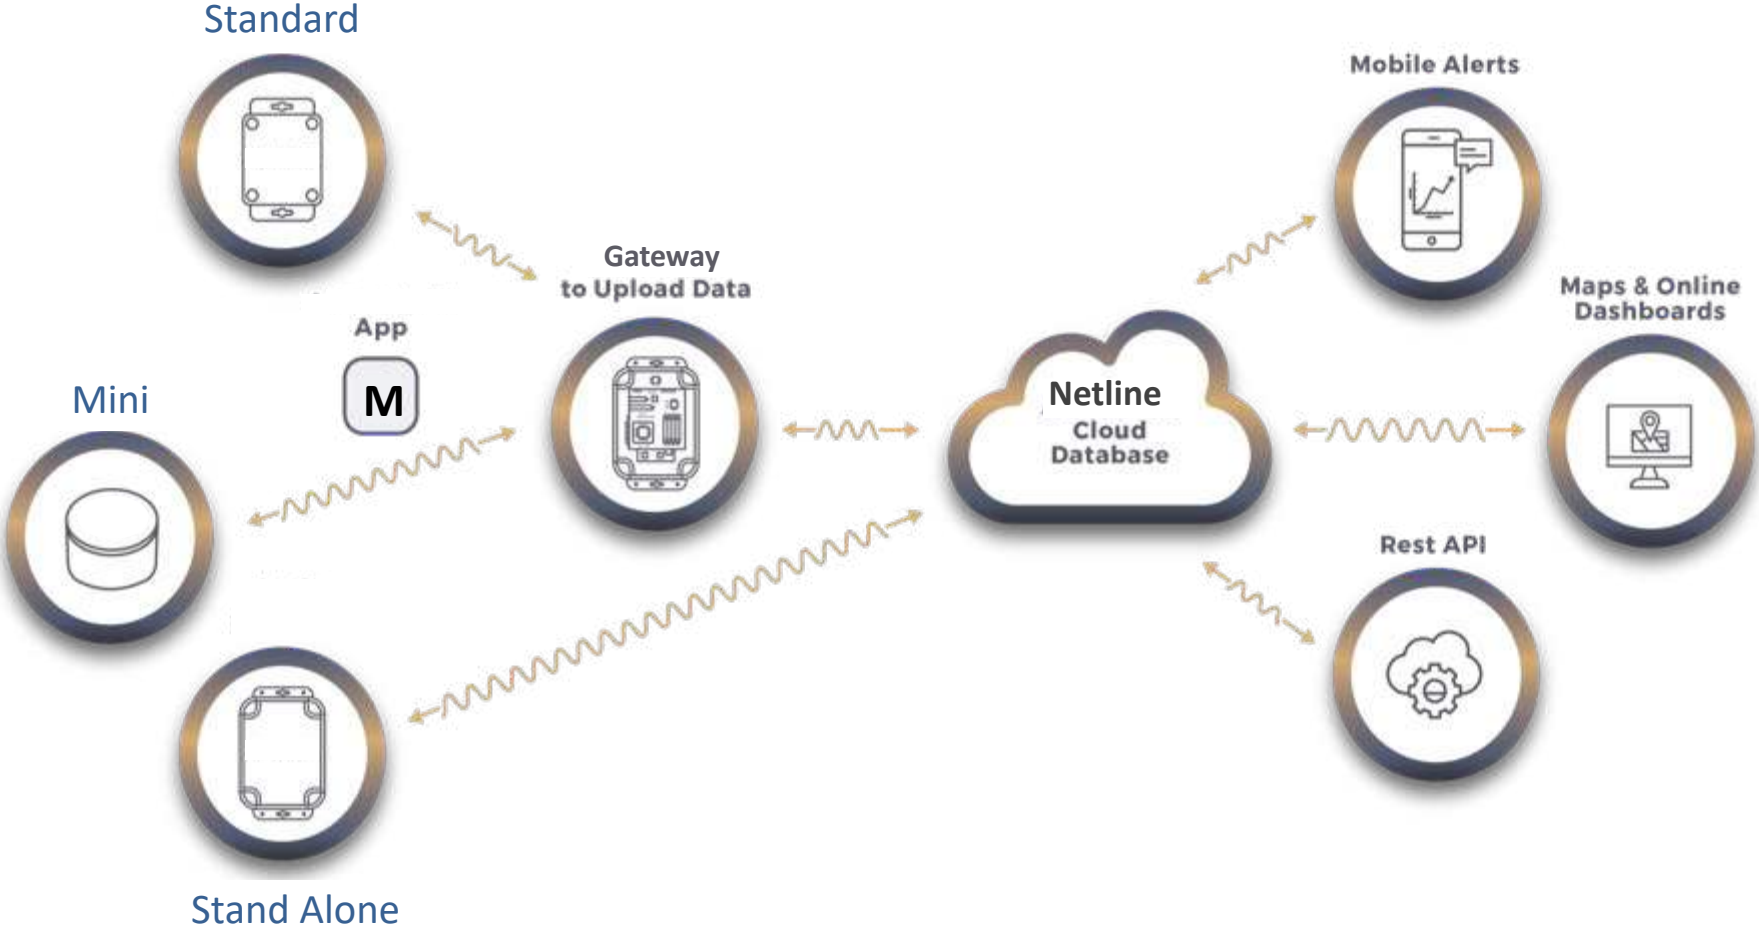 Standard
Mobile Alerts
Gateway
to Upload Data
Maps & Online
Dashboards
App
M
Mini
Netline
Cloud
Database
Rest API
Stand Alone